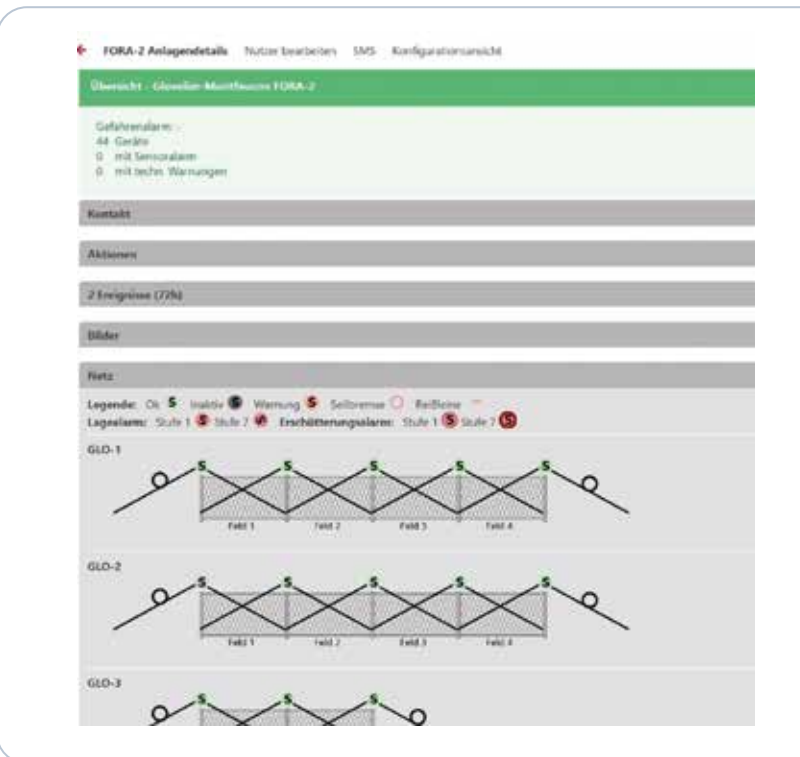 FORA-2 Anlagendetails Nutzer bearbeiten SMS Konfigurationsansicht
Übersicht - Glovelier-Montfaucon FORA-2
Gefahrenalarm: -
44 Geräte
0 mit Sensoralarm
0 mit techn. Warnungen
Kontakt
Aktionen
2 Ereignisse (72h)
Bilder
Netz
Legende: Ok S Inaktiv S Warnung S Seilbremse Reißleine
Lagealarm: Stufe 1 S Stufe 2 S Erschütterungsalarm: Stufe 1 S Stufe 2 S
GLO-1
S S S S S
Feld 1 Feld 2 Feld 3 Feld 4
GLO-2
S S S S S
Feld 1 Feld 2 Feld 3 Feld 4
GLO-3
S S S